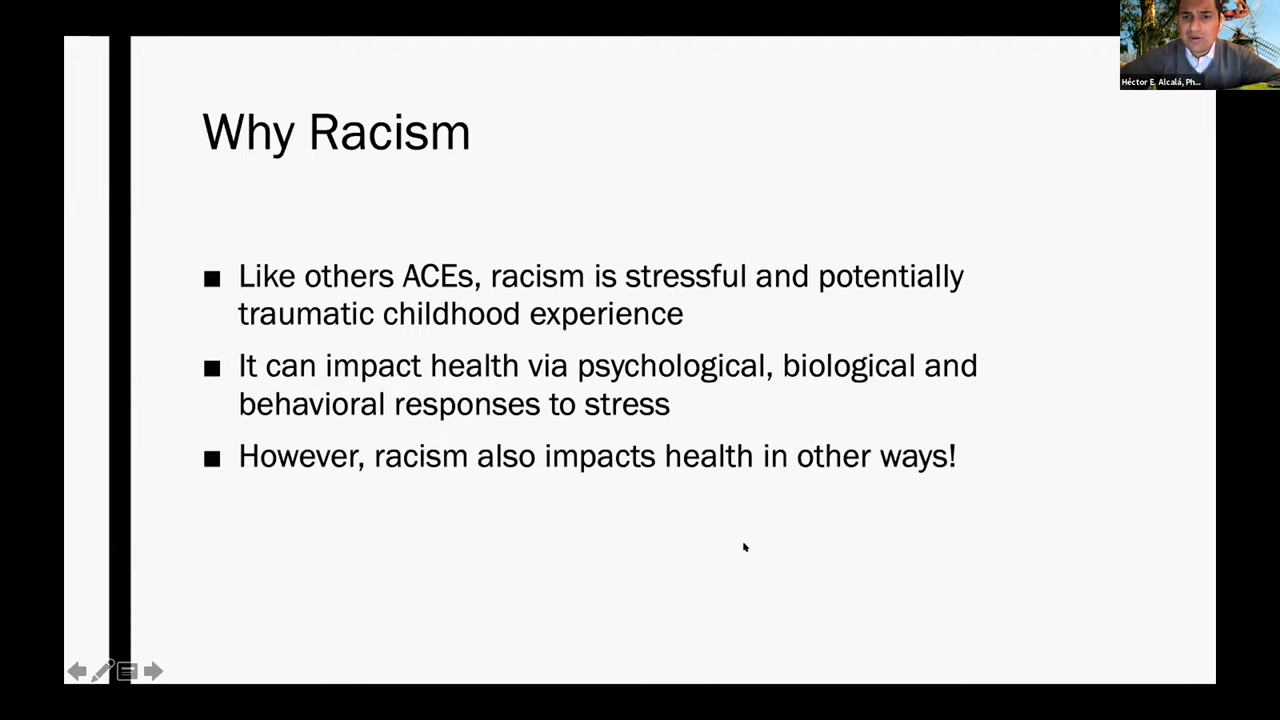 Héctor E. Alcalá, Ph...
Why Racism
■ Like others ACEs, racism is stressful and potentially
traumatic childhood experience
■ It can impact health via psychological, biological and
behavioral responses to stress
■ However, racism also impacts health in other ways!